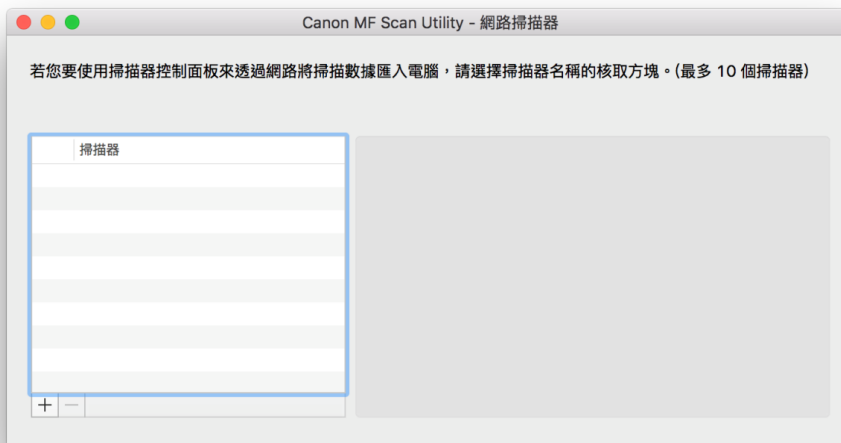 Canon MF Scan Utility - 網路掃描器
若您要使用掃描器控制面板來透過網路將掃描數據匯入電腦，請選擇掃描器名稱的核取方塊。(最多 10 個掃描器)
掃描器